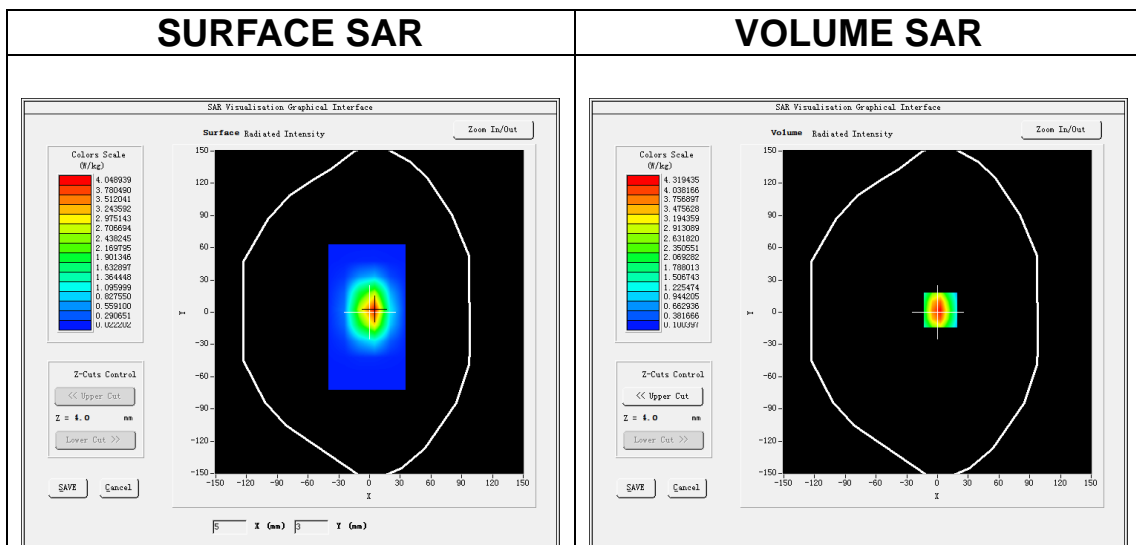 SURFACE SAR
VOLUME SAR
SAR Visualisation Graphical Interface
Surface Radiated Intensity
Zoom In/Out
Colors Scale
(W/kg)
4.048939
3.780490
3.512041
3.243592
2.975143
2.706694
2.438245
2.169795
1.901346
1.632897
1.364448
1.095999
0.827550
0.559100
0.290651
0.022202
150
120
90
60
30
0
-30
-60
-90
-120
-150
Y
-150 -120 -90 -60 -30 0 30 60 90 120 150
X
Z-Cuts Control
<< Upper Cut
Z = 4.0 mm
Lower Cut >>
SAVE Cancel
5 X (mm) 3 Y (mm)
SAR Visualisation Graphical Interface
Volume Radiated Intensity
Zoom In/Out
Colors Scale
(W/kg)
4.319435
4.038166
3.756897
3.475628
3.194359
2.913089
2.631820
2.350551
2.069282
1.788013
1.506743
1.225474
0.944205
0.662936
0.381666
0.100397
150
120
90
60
30
0
-30
-60
-90
-120
-150
Y
-150 -120 -90 -60 -30 0 30 60 90 120 150
X
Z-Cuts Control
<< Upper Cut
Z = 4.0 mm
Lower Cut >>
SAVE Cancel